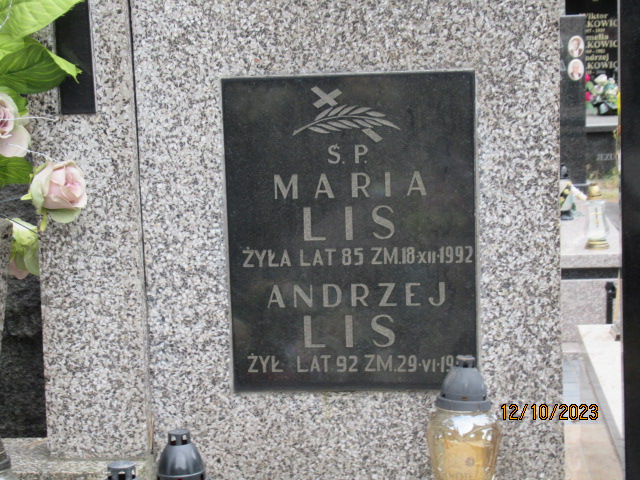 Ś.P.
MARIA
LIS
ŻYŁA LAT 85 ZM.18·XII·1992
ANDRZEJ
LIS
ŻYŁ LAT 92 ZM.29·VI·
12/10/2023
Wiktor